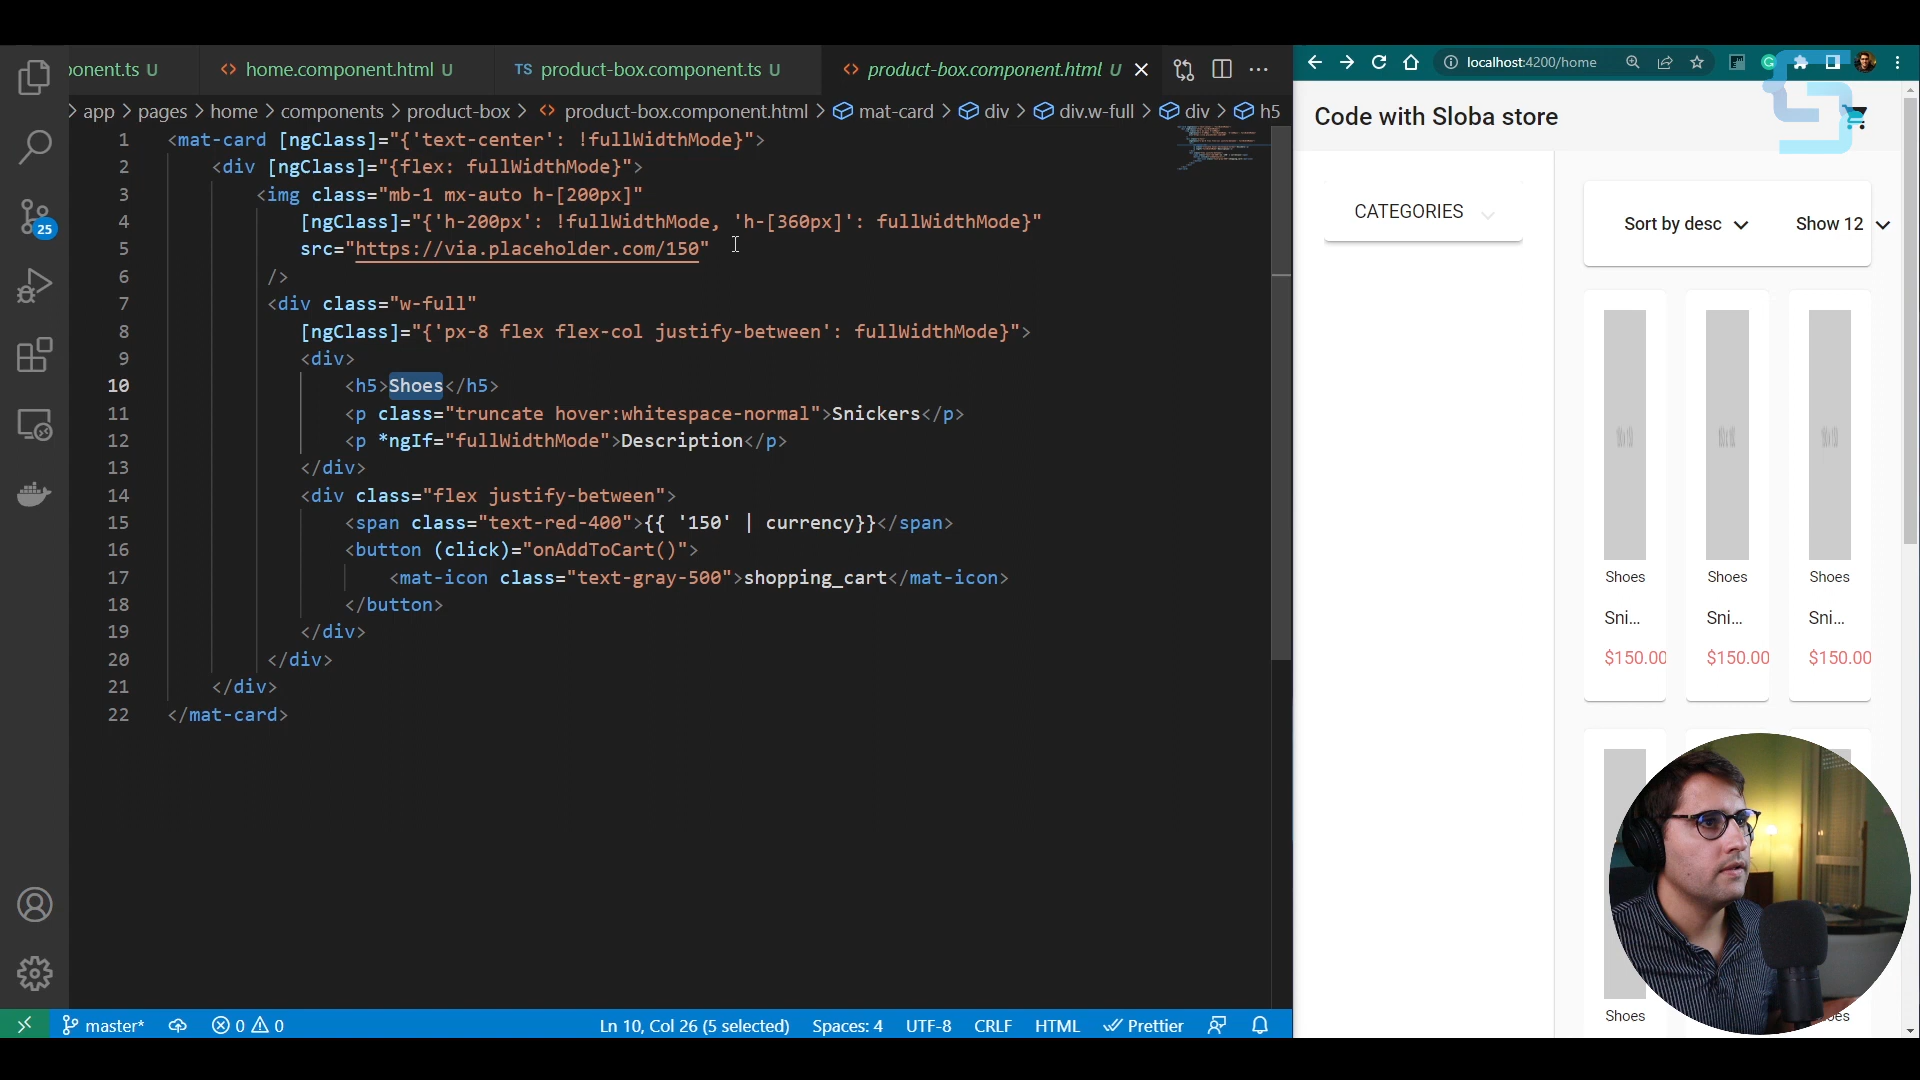 onent.ts U
<> home.component.html U
TS product-box.component.ts U
<> product-box.component.html U
> app > pages > home > components > product-box > <> product-box.component.html > mat-card > div > div.w-full > div > h5
1 <mat-card [ngClass]="{'text-center': !fullWidthMode}">
2 <div [ngClass]="{flex: fullWidthMode}">
3 <img class="mb-1 mx-auto h-[200px]"
4 [ngClass]="{'h-200px': !fullWidthMode, 'h-[360px]': fullWidthMode}"
5 src="https://via.placeholder.com/150"
6 />
7 <div class="w-full"
8 [ngClass]="{'px-8 flex flex-col justify-between': fullWidthMode}">
9 <div>
10 <h5>Shoes</h5>
11 <p class="truncate hover:whitespace-normal">Snickers</p>
12 <p *ngIf="fullWidthMode">Description</p>
13 </div>
14 <div class="flex justify-between">
15 <span class="text-red-400">{{ '150' | currency}}</span>
16 <button (click)="onAddToCart()">
17 <mat-icon class="text-gray-500">shopping_cart</mat-icon>
18 </button>
19 </div>
20 </div>
21 </div>
22 </mat-card>
25
master* 0 0
Ln 10, Col 26 (5 selected) Spaces: 4 UTF-8 CRLF HTML Prettier
localhost:4200/home
Code with Sloba store
CATEGORIES
Sort by desc Show 12
Shoes Shoes Shoes
Sni... Sni... Sni...
$150.00 $150.00 $150.00
Shoes